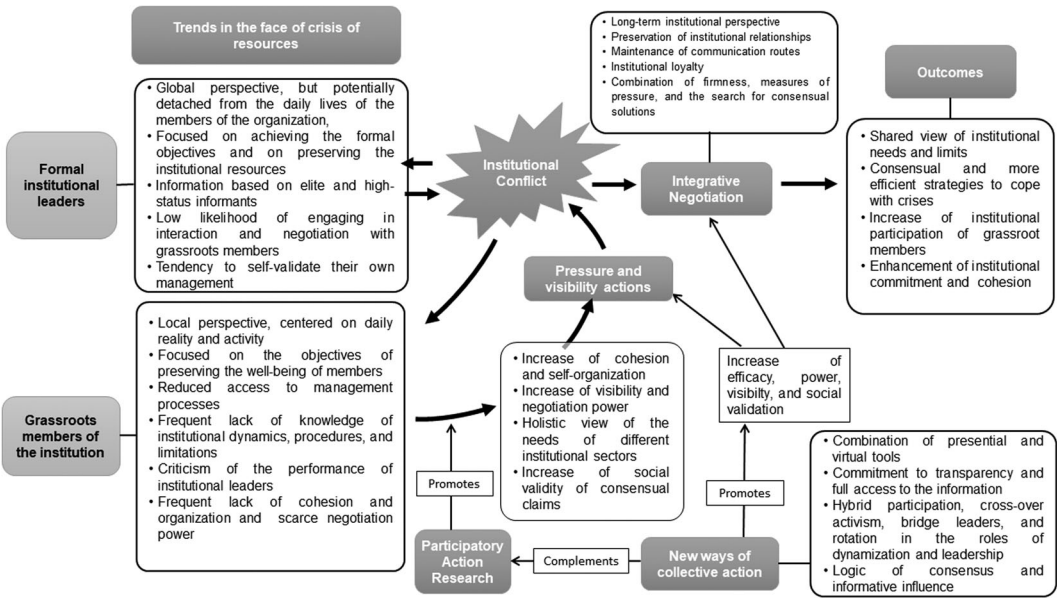 Trends in the face of crisis of
resources
• Global perspective, but potentially
detached from the daily lives of the
members of the organization,
• Focused on achieving the formal
objectives and on preserving the
institutional resources
• Information based on elite and high-
status informants
• Low likelihood of engaging in
interaction and negotiation with
grassroots members
• Tendency to self-validate their own
management
Formal
institutional
leaders
Institutional
Conflict
• Long-term institutional perspective
• Preservation of institutional relationships
• Maintenance of communication routes
• Institutional loyalty
• Combination of firmness, measures of
pressure, and the search for consensual
solutions
Integrative
Negotiation
Outcomes
• Shared view of institutional
needs and limits
• Consensual and more
efficient strategies to cope
with crises
• Increase of institutional
participation of grassroot
members
• Enhancement of institutional
commitment and cohesion
Pressure and
visibility actions
Grassroots
members of
the institution
• Local perspective, centered on daily
reality and activity
• Focused on the objectives of
preserving the well-being of members
• Reduced access to management
processes
• Frequent lack of knowledge of
institutional dynamics, procedures, and
limitations
• Criticism of the performance of
institutional leaders
• Frequent lack of cohesion and
organization and scarce negotiation
power
• Increase of cohesion
and self-organization
• Increase of visibility and
negotiation power
• Holistic view of the
needs of different
institutional sectors
• Increase of social
validity of consensual
claims
Increase of
efficacy, power,
visibilty, and social
validation
Promotes
Promotes
Participatory
Action
Research
Complements
New ways of
collective action
• Combination of presential and
virtual tools
• Commitment to transparency and
full access to the information
• Hybrid participation, cross-over
activism, bridge leaders, and
rotation in the roles of
dynamization and leadership
• Logic of consensus and
informative influence